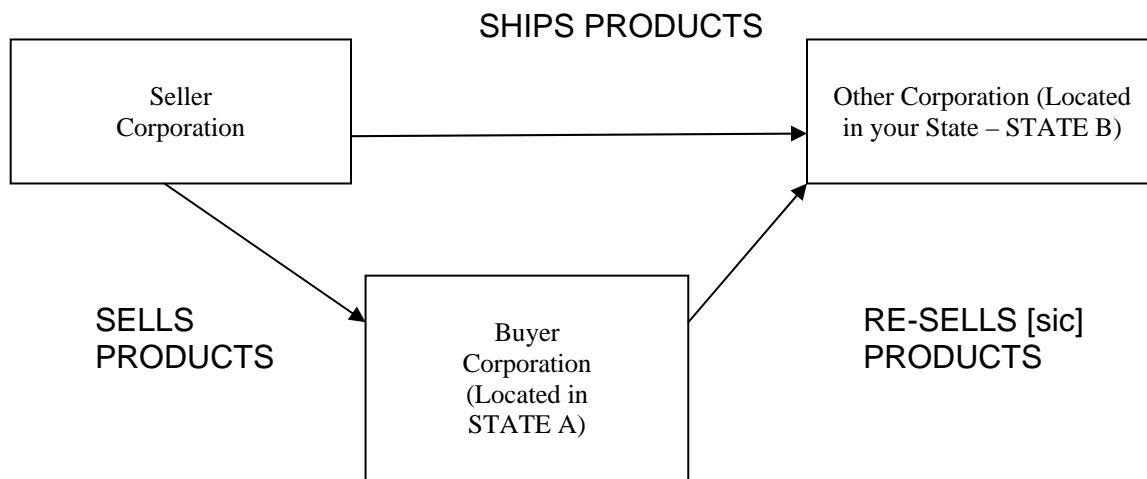 SHIPS PRODUCTS
Seller
Corporation
Other Corporation (Located
in your State – STATE B)
SELLS
PRODUCTS
Buyer
Corporation
(Located in
STATE A)
RE-SELLS [sic]
PRODUCTS